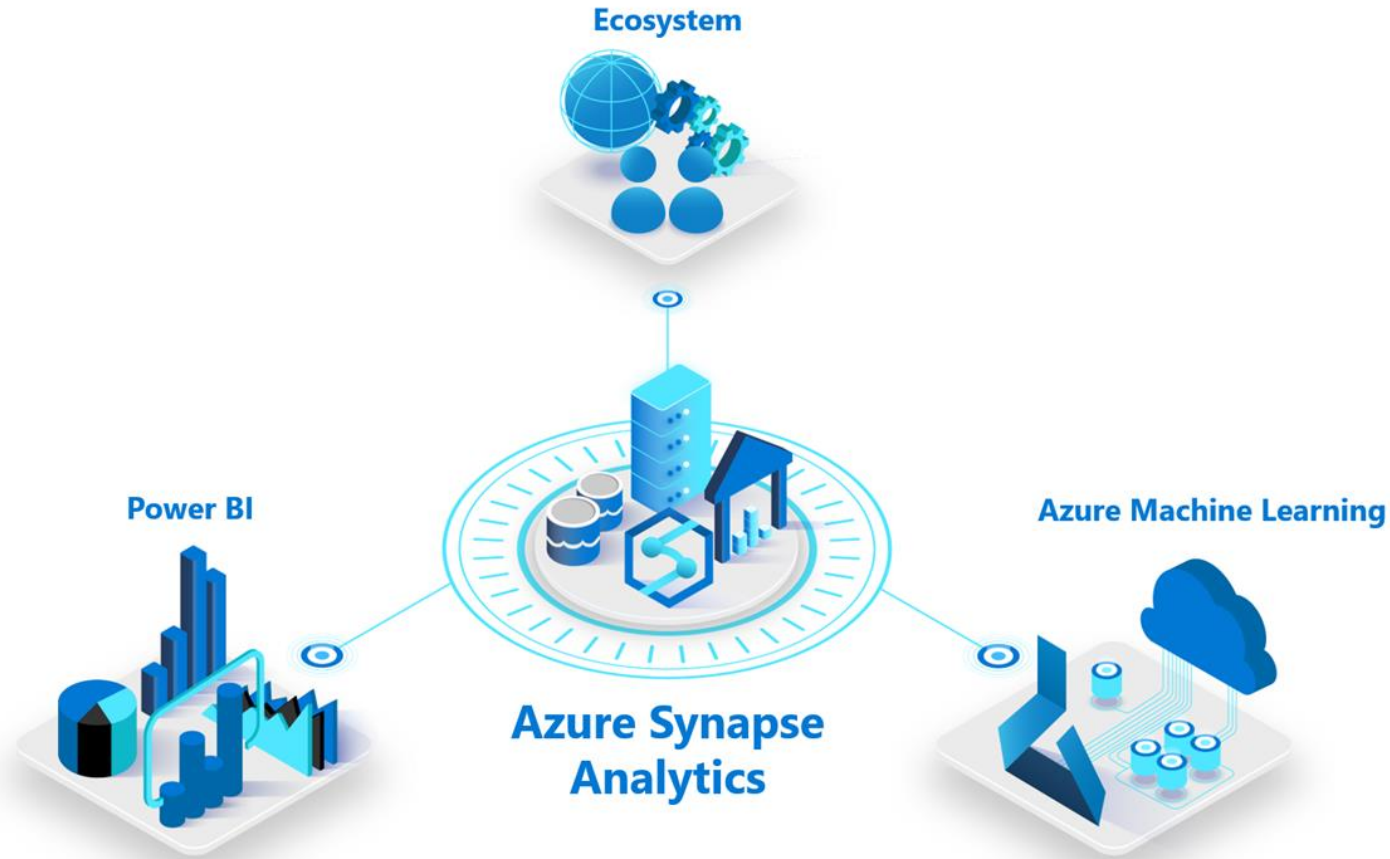 Ecosystem
Power BI
Azure Machine Learning
Azure Synapse
Analytics